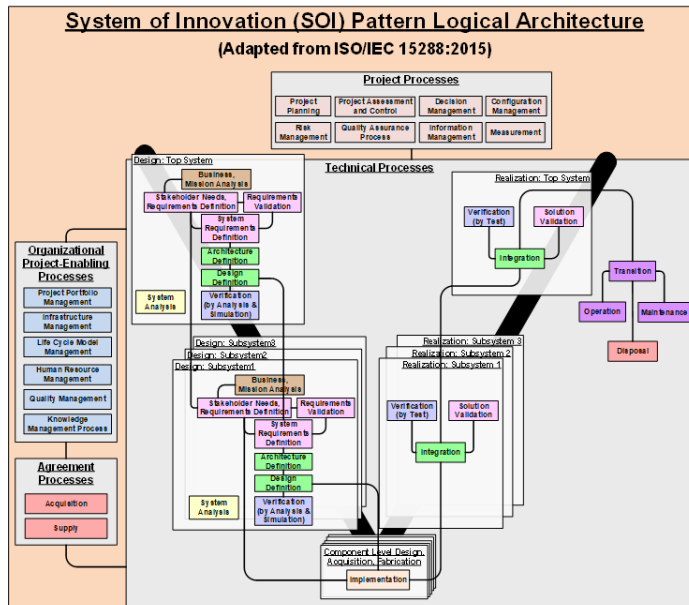 System of Innovation (SOI) Pattern Logical Architecture
(Adapted from ISO/IEC 15288:2015)
Project Processes
Project
Planning
Project Assessment
and Control
Decision
Management
Configuration
Management
Risk
Management
Quality Assurance
Process
Information
Management
Measurement
Technical Processes
Design: Top System
Business,
Mission Analysis
Stakeholder Needs,
Requirements Definition
Requirements
Validation
System
Requirements
Definition
Architecture
Definition
Design
Definition
System
Analysis
Verification
(by Analysis &
Simulation)
Realization: Top System
Verification
(by Test)
Solution
Validation
Integration
Transition
Operation
Maintenance
Disposal
Organizational
Project-Enabling
Processes
Project Portfolio
Management
Infrastructure
Management
Life Cycle Model
Management
Human Resource
Management
Quality Management
Knowledge
Management Process
Agreement
Processes
Acquisition
Supply
Design: Subsystem3
Design: Subsystem2
Design: Subsystem1
Business,
Mission Analysis
Stakeholder Needs,
Requirements Definition
Requirements
Validation
System
Requirements
Definition
Architecture
Definition
Design
Definition
System
Analysis
Verification
(by Analysis &
Simulation)
Realization: Subsystem 3
Realization: Subsystem 2
Realization: Subsystem 1
Verification
(by Test)
Solution
Validation
Integration
Component Level Design,
Acquisition, Fabrication
Implementation